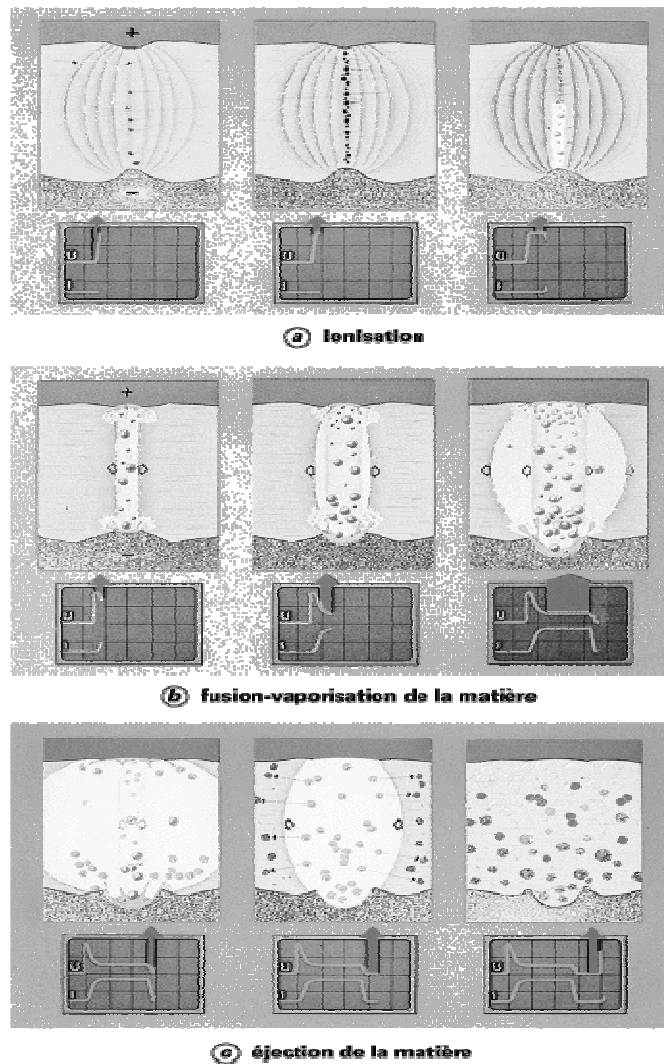 +
−
U
I
U
I
U
I
a ionisation
+
−
U
I
U
I
U
I
b fusion-vaporisation de la matière
U
I
U
I
U
I
c éjection de la matière